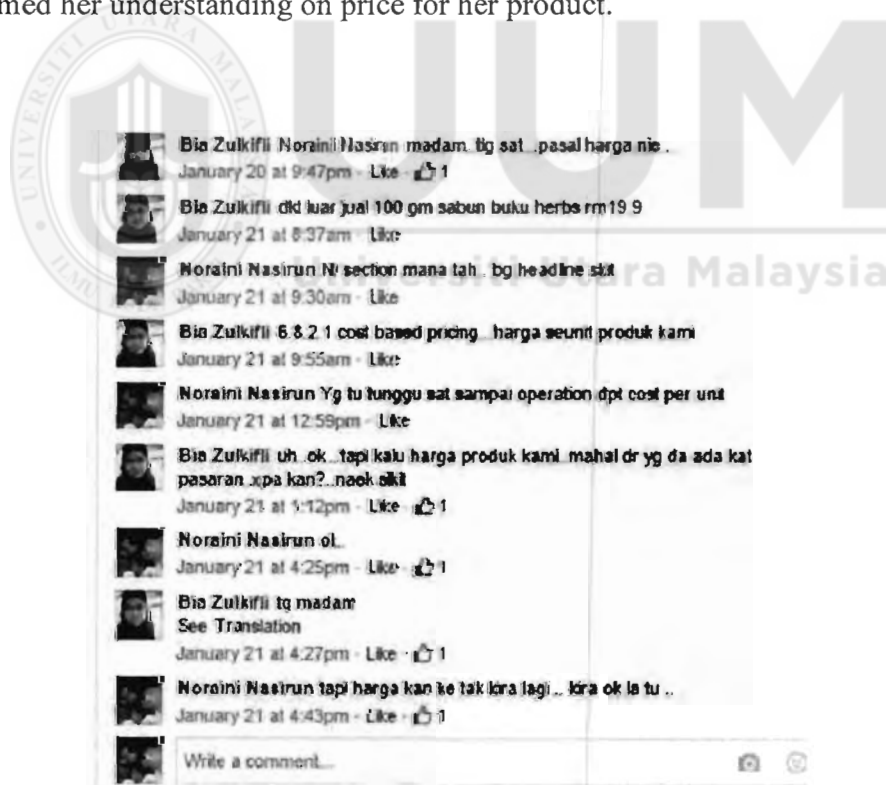 med her understanding on price for her product.
UNIVERSITI UTARA MALAYSIA
ILMU
UUM
Universiti Utara Malaysia
Bia Zulkifli Noraini Nasirun madam tlg sat ..pasal harga nie .
January 20 at 9:47pm · Like · 1
Bia Zulkifli dkt luar jual 100 gm sabun buku herbs rm19 9
January 21 at 8:37am · Like
Noraini Nasirun section mana tah bg headline skit
January 21 at 9:30am · Like
Bia Zulkifli 6.8.2 1 cost based pricing harga seunit produk kami
January 21 at 9:55am · Like
Noraini Nasirun Yg tu tunggu sat sampai operation dpt cost per unit
January 21 at 12:59pm · Like
Bia Zulkifli uh ok tapi kalu harga produk kami mahal dr yg da ada kat
pasaran xpa kan?..naek sikit
January 21 at 1:12pm · Like · 1
Noraini Nasirun
January 21 at 4:25pm · Like · 1
Bia Zulkifli tq madam
See Translation
January 21 at 4:27pm · Like · 1
Noraini Nasirun tapi harga kan ke tak kira lagi .. kira ok la tu ..
January 21 at 4:43pm · Like · 1
Write a comment...